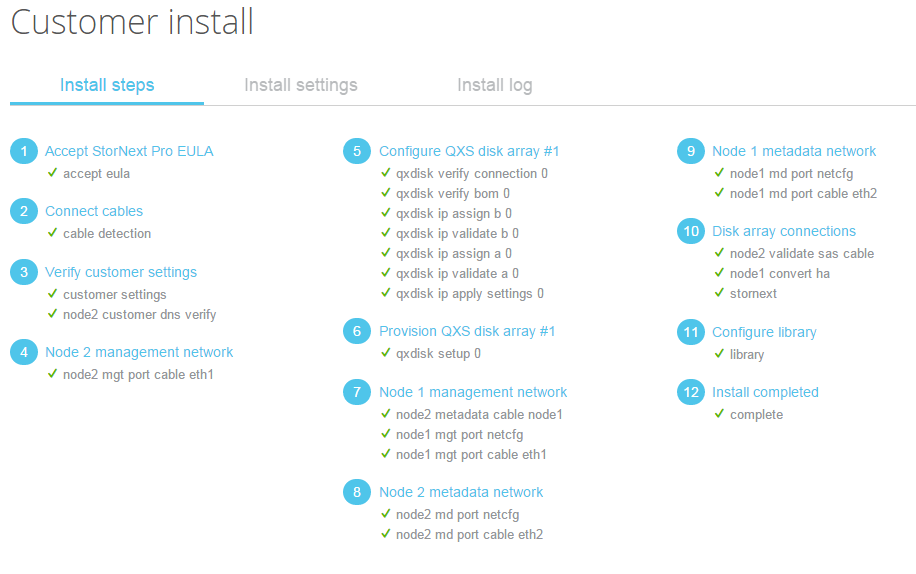 Customer install
Install steps
Install settings
Install log
1 Accept StorNext Pro EULA
accept eula
2 Connect cables
cable detection
3 Verify customer settings
customer settings
node2 customer dns verify
4 Node 2 management network
node2 mgt port cable eth1
5 Configure QXS disk array #1
qxdisk verify connection 0
qxdisk verify bom 0
qxdisk ip assign b 0
qxdisk ip validate b 0
qxdisk ip assign a 0
qxdisk ip validate a 0
qxdisk ip apply settings 0
6 Provision QXS disk array #1
qxdisk setup 0
7 Node 1 management network
node2 metadata cable node1
node1 mgt port netcfg
node1 mgt port cable eth1
8 Node 2 metadata network
node2 md port netcfg
node2 md port cable eth2
9 Node 1 metadata network
node1 md port netcfg
node1 md port cable eth2
10 Disk array connections
node2 validate sas cable
node1 convert ha
stornext
11 Configure library
library
12 Install completed
complete